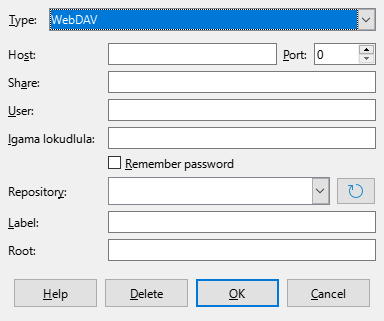 Type: WebDAV
Host: Port: 0
Share:
User:
Igama lokudlula:
Remember password
Repository:
Label:
Root:
Help Delete OK Cancel